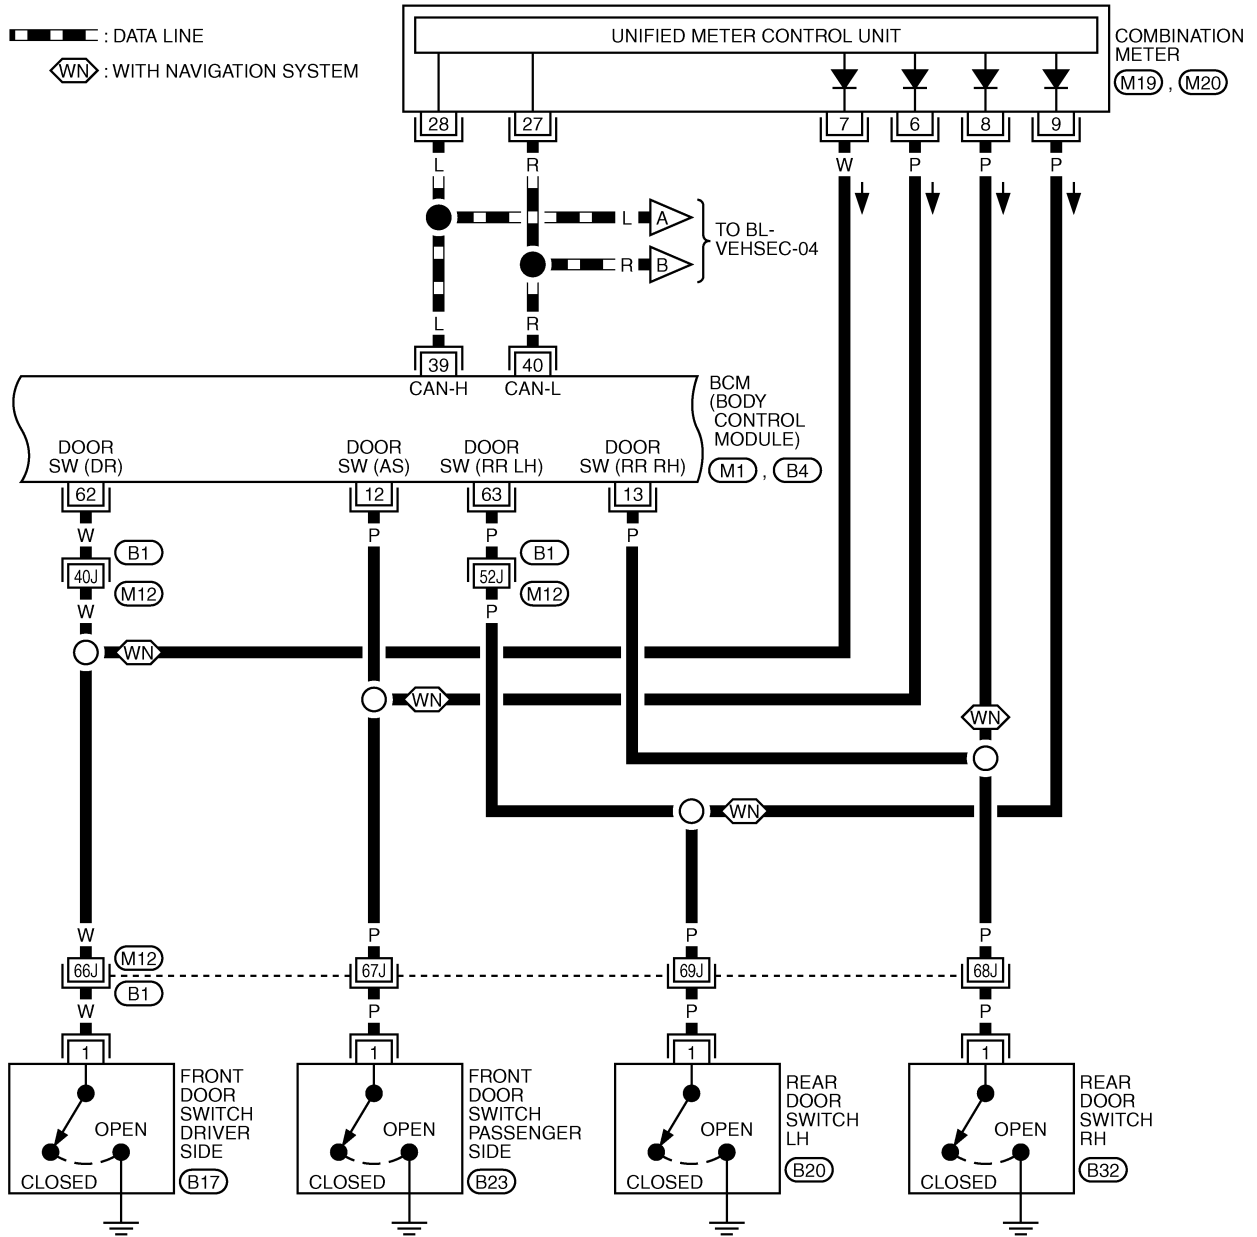 : DATA LINE
WN : WITH NAVIGATION SYSTEM
UNIFIED METER CONTROL UNIT
COMBINATION
METER
M19 , M20
28 27 7 6 8 9
L R W P P P
L A
R B
TO BL-
VEHSEC-04
L R
39 40
CAN-H CAN-L
BCM
(BODY
CONTROL
MODULE)
M1 , B4
DOOR
SW (DR)
DOOR
SW (AS)
DOOR
SW (RR LH)
DOOR
SW (RR RH)
62 12 63 13
W P P P
B1 B1
40J 52J
M12 M12
W P
WN
WN
WN
WN
W P P P
M12
66J 67J 69J 68J
B1
W P P P
1 1 1 1
OPEN
CLOSED
FRONT
DOOR
SWITCH
DRIVER
SIDE
B17
OPEN
CLOSED
FRONT
DOOR
SWITCH
PASSENGER
SIDE
B23
OPEN
CLOSED
REAR
DOOR
SWITCH
LH
B20
OPEN
CLOSED
REAR
DOOR
SWITCH
RH
B32